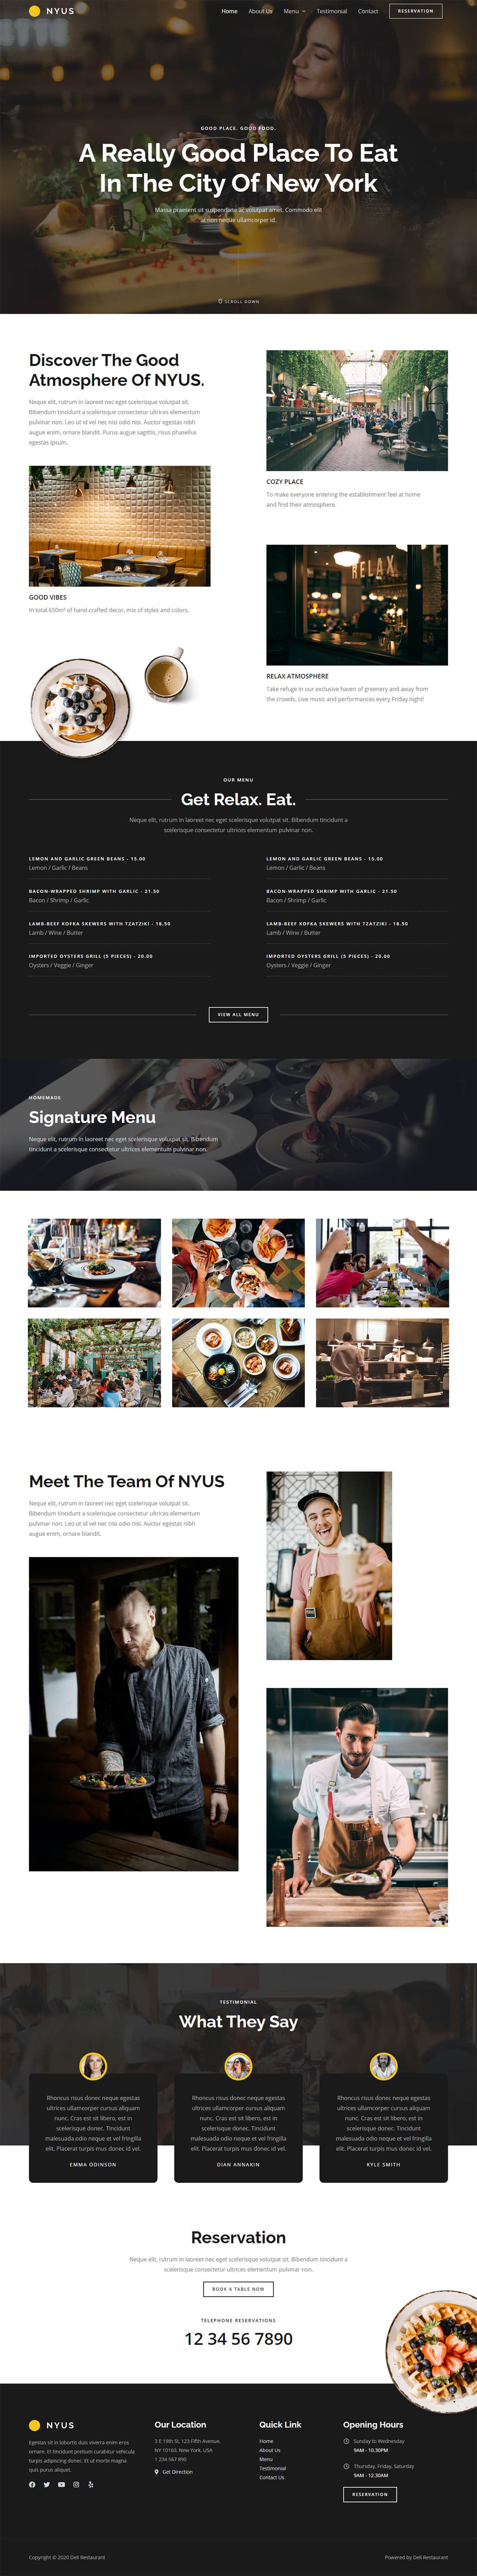 NYUS
Home About Us Menu Testimonial Contact RESERVATION
GOOD PLACE. GOOD FOOD.
A Really Good Place To Eat
In The City Of New York
Massa praesent sit suspendisse ac volutpat amet. Commodo elit
at non neque ullamcorper id.
SCROLL DOWN
Discover The Good
Atmosphere Of NYUS.
Neque elit, rutrum in laoreet nec eget scelerisque volutpat sit.
Bibendum tincidunt a scelerisque consectetur ultrices elementum
pulvinar non. Leo ut id vel nec nisi odio nisi. Auctor egestas nibh
augue enim, ornare blandit. Purus augue sagittis, risus phasellus
egestas ipsum.
COZY PLACE
To make everyone entering the establishment feel at home
and find their atmosphere.
GOOD VIBES
In total 650m² of hand-crafted decor, mix of styles and colors.
RELAX
RELAX ATMOSPHERE
Take refuge in our exclusive haven of greenery and away from
the crowds. Live music and performances every Friday night!
OUR MENU
Get Relax. Eat.
Neque elit, rutrum in laoreet nec eget scelerisque volutpat sit. Bibendum tincidunt a
scelerisque consectetur ultrices elementum pulvinar non.
LEMON AND GARLIC GREEN BEANS - 15.00
Lemon / Garlic / Beans
BACON-WRAPPED SHRIMP WITH GARLIC - 21.50
Bacon / Shrimp / Garlic
LAMB-BEEF KOFKA SKEWERS WITH TZATZIKI - 18.50
Lamb / Wine / Butter
IMPORTED OYSTERS GRILL (5 PIECES) - 20.00
Oysters / Veggie / Ginger
LEMON AND GARLIC GREEN BEANS - 15.00
Lemon / Garlic / Beans
BACON-WRAPPED SHRIMP WITH GARLIC - 21.50
Bacon / Shrimp / Garlic
LAMB-BEEF KOFKA SKEWERS WITH TZATZIKI - 18.50
Lamb / Wine / Butter
IMPORTED OYSTERS GRILL (5 PIECES) - 20.00
Oysters / Veggie / Ginger
VIEW ALL MENU
HOMEMADE
Signature Menu
Neque elit, rutrum in laoreet nec eget scelerisque volutpat sit. Bibendum
tincidunt a scelerisque consectetur ultrices elementum pulvinar non.
Meet The Team Of NYUS
Neque elit, rutrum in laoreet nec eget scelerisque volutpat sit.
Bibendum tincidunt a scelerisque consectetur ultrices elementum
pulvinar non. Leo ut id vel nec nisi odio nisi. Auctor egestas nibh
augue enim, ornare blandit.
TESTIMONIAL
What They Say
Rhoncus risus donec neque egestas
ultrices ullamcorper cursus aliquam
nunc. Cras est sit libero, est in
scelerisque donec. Tincidunt
malesuada odio neque et vel fringilla
elit. Placerat turpis mus donec id vel.
EMMA ODINSON
Rhoncus risus donec neque egestas
ultrices ullamcorper cursus aliquam
nunc. Cras est sit libero, est in
scelerisque donec. Tincidunt
malesuada odio neque et vel fringilla
elit. Placerat turpis mus donec id vel.
DIAN ANNAKIN
Rhoncus risus donec neque egestas
ultrices ullamcorper cursus aliquam
nunc. Cras est sit libero, est in
scelerisque donec. Tincidunt
malesuada odio neque et vel fringilla
elit. Placerat turpis mus donec id vel.
KYLE SMITH
Reservation
Neque elit, rutrum in laoreet nec eget scelerisque volutpat sit. Bibendum tincidunt a
scelerisque consectetur ultrices elementum pulvinar non.
BOOK A TABLE NOW
TELEPHONE RESERVATIONS
12 34 56 7890
NYUS
Egestas sit in lobortis duis viverra enim eros
ornare. Et tincidunt pretium curabitur vehicula
turpis adipiscing donec. Et ut morbi magna
quis purus aliquet.
Our Location
3 E 19th St, 123 Fifth Avenue,
NY 10160, New York, USA
1 234 567 890
Get Direction
Quick Link
Home
About Us
Menu
Testimonial
Contact Us
Opening Hours
Sunday to Wednesday
9AM - 10.30PM
Thursday, Friday, Saturday
9AM - 12.30AM
RESERVATION
Copyright © 2020 Deli Restaurant
Powered by Deli Restaurant